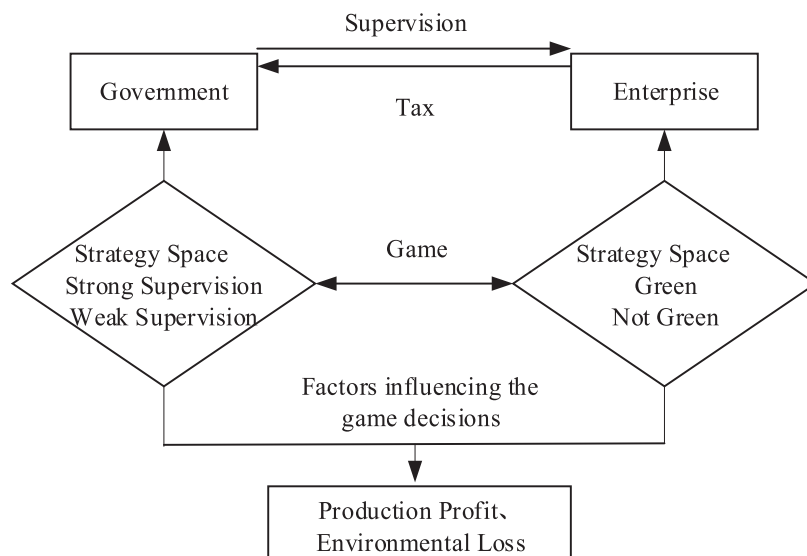 Supervision
Government
Enterprise
Tax
Strategy Space
Strong Supervision
Weak Supervision
Game
Strategy Space
Green
Not Green
Factors influencing the
game decisions
Production Profit、
Environmental Loss